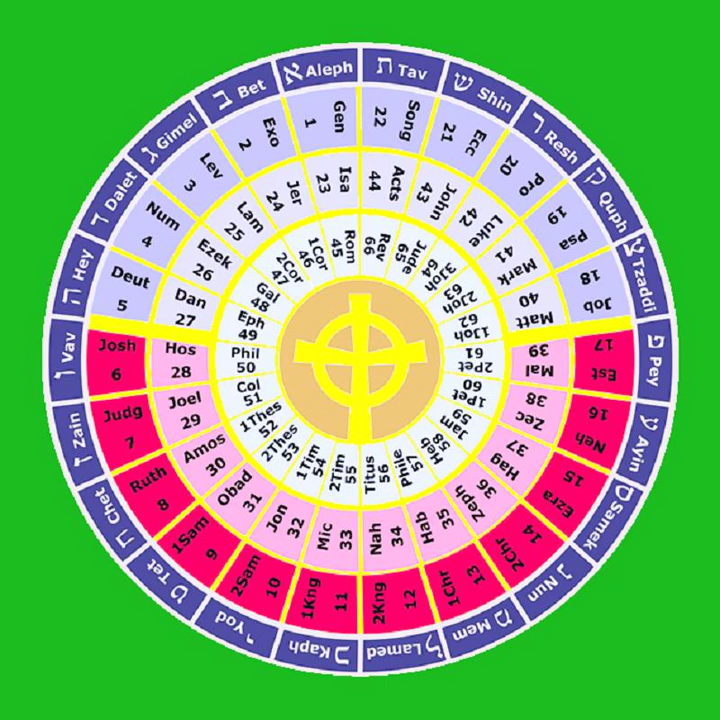 א Aleph
ב Bet
ג Gimel
ד Dalet
ה Hey
ו Vav
ז Zain
ח Chet
ט Tet
י Yod
כ Kaph
ל Lamed
מ Mem
נ Nun
ס Samek
ע Ayin
פ Pey
צ Tzaddi
ק Quph
ר Resh
ש Shin
ת Tav
Gen
1
Exo
2
Lev
3
Num
4
Deut
5
Josh
6
Judg
7
Ruth
8
1Sam
9
2Sam
10
1Kng
11
2Kng
12
1Chr
13
2Chr
14
Ezra
15
Neh
16
Est
17
Job
18
Psa
19
Pro
20
Ecc
21
Song
22
Isa
23
Jer
24
Lam
25
Ezek
26
Dan
27
Hos
28
Joel
29
Amos
30
Obad
31
Jon
32
Mic
33
Nah
34
Hab
35
Zeph
36
Hag
37
Zec
38
Mal
39
Matt
40
Mark
41
Luke
42
John
43
Acts
44
Rom
45
1Cor
46
2Cor
47
Gal
48
Eph
49
Phil
50
Col
51
1Thes
52
2Thes
53
1Tim
54
2Tim
55
Titus
56
Phile
57
Heb
58
Jam
59
1Pet
60
2Pet
61
1Joh
62
2Joh
63
3Joh
64
Jude
65
Rev
66